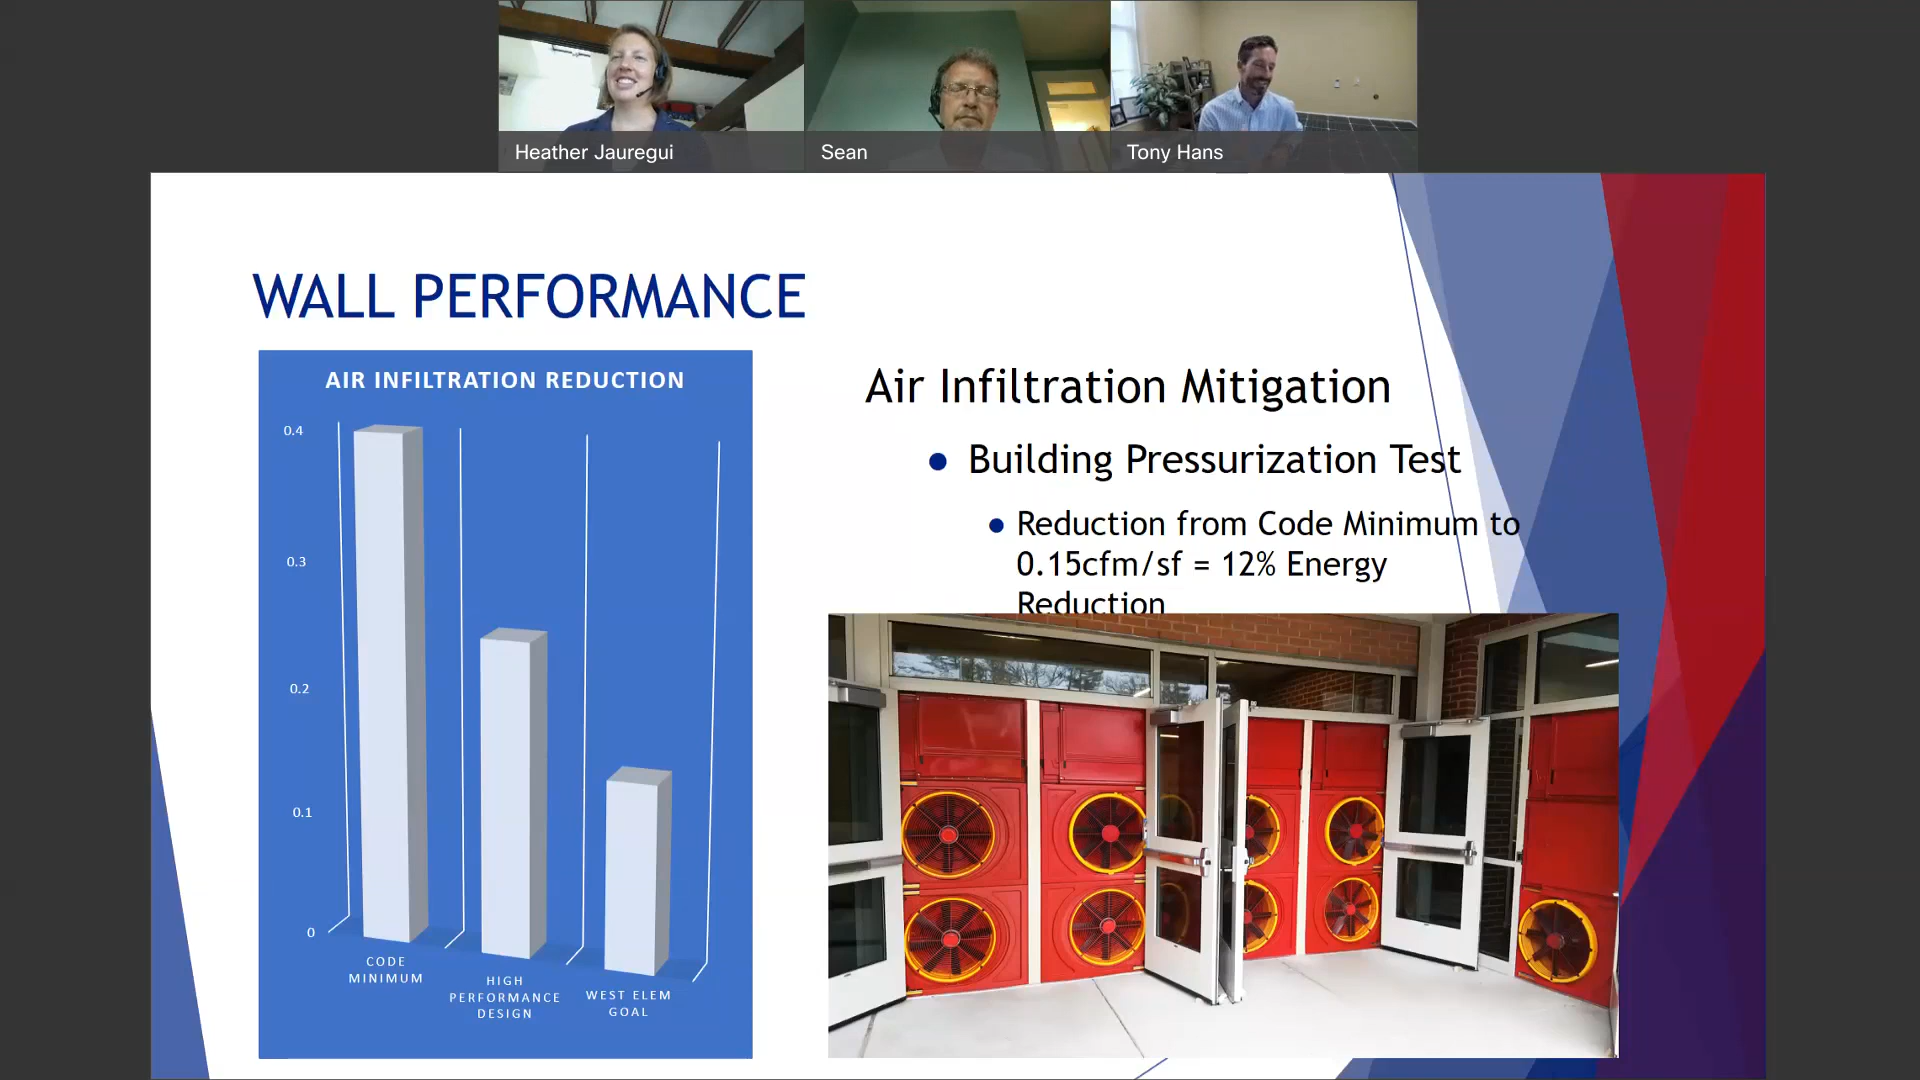 Heather Jauregui
Sean
Tony Hans
WALL PERFORMANCE
AIR INFILTRATION REDUCTION
0.4
0.3
0.2
0.1
0
CODE
MINIMUM
HIGH
PERFORMANCE
DESIGN
WEST ELEM
GOAL
Air Infiltration Mitigation
Building Pressurization Test
Reduction from Code Minimum to
0.15cfm/sf = 12% Energy
Reduction